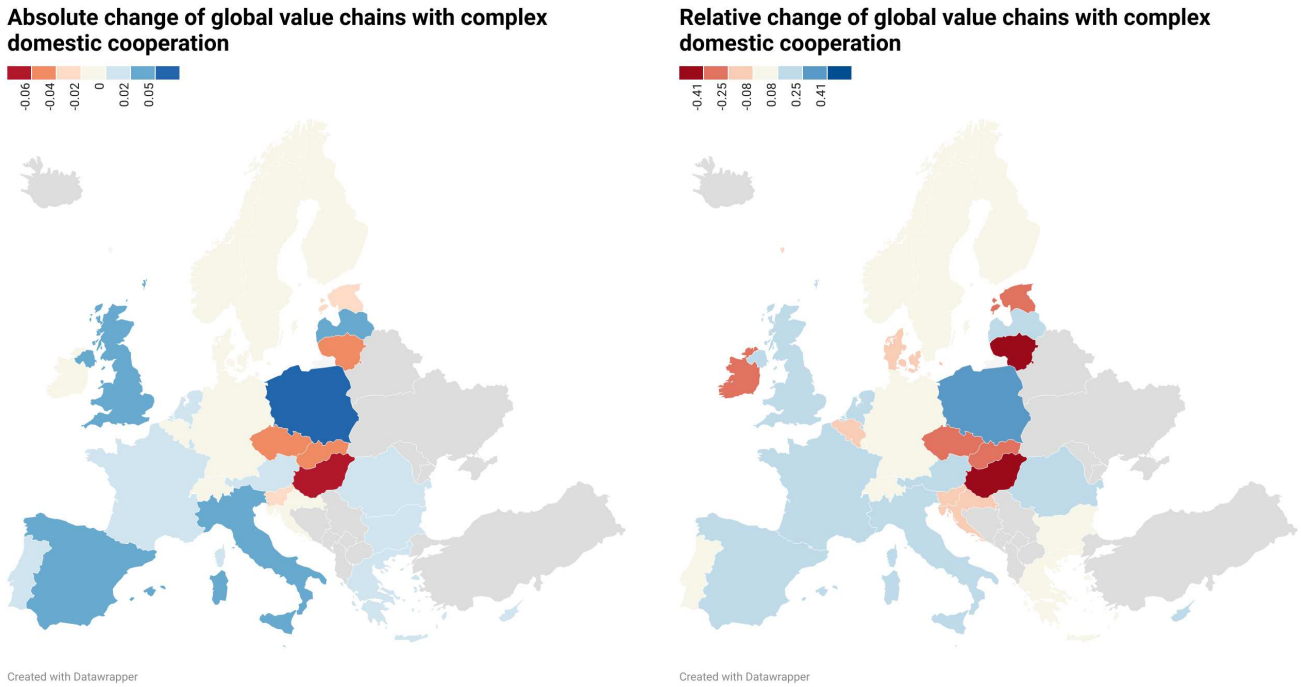 Absolute change of global value chains with complex
domestic cooperation
-0.06
-0.04
-0.02
0
0.02
0.05
Created with Datawrapper
Relative change of global value chains with complex
domestic cooperation
-0.41
-0.25
-0.08
0.08
0.25
0.41
Created with Datawrapper